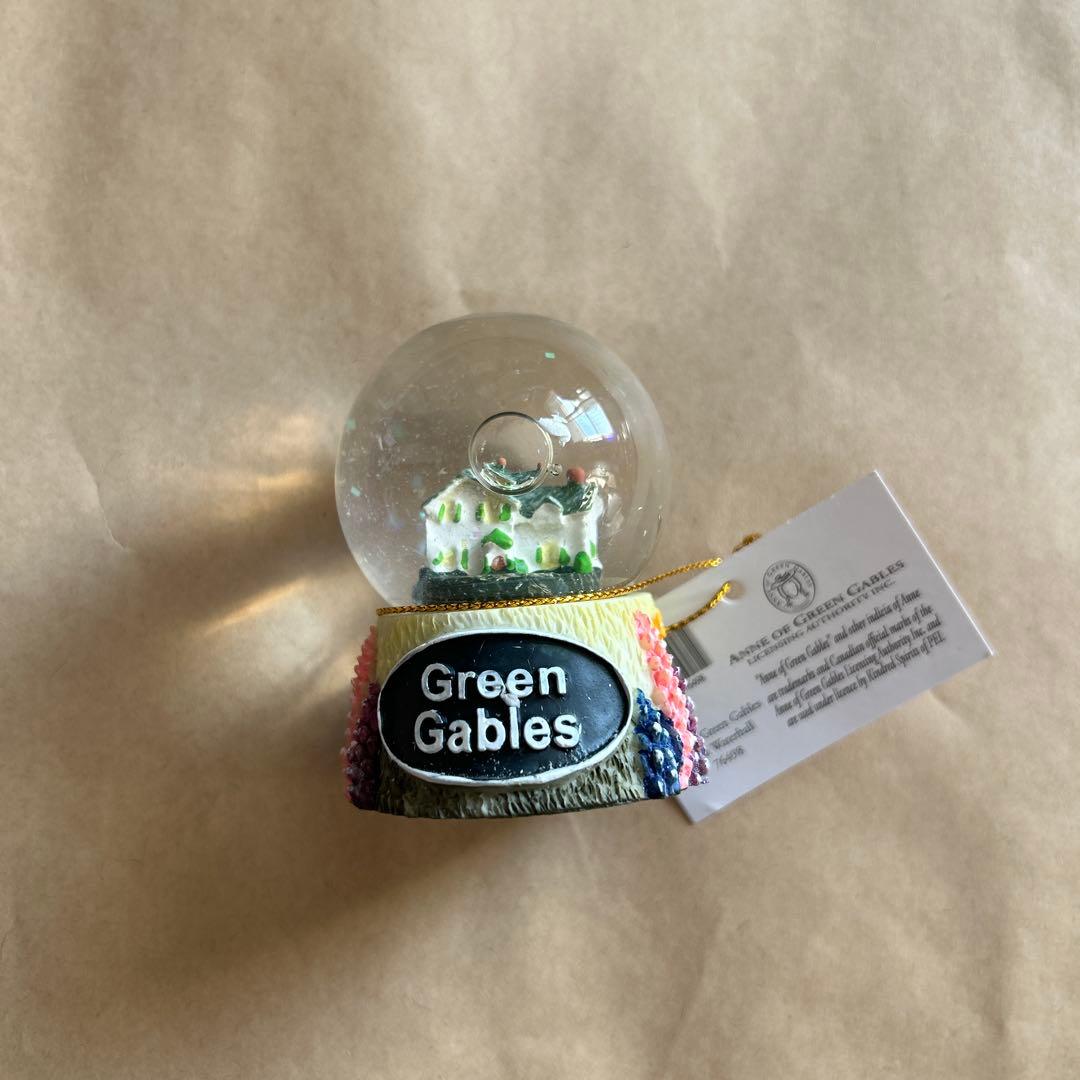 Green
Gables
ANNE OF GREEN GABLES
LICENSING AUTHORITY INC.
"Anne of Green Gables" and other indicia of Anne
are trademarks and Canadian official marks of the
Anne of Green Gables Licensing Authority Inc. and
are used under licence by Kindred Spirits of PEI.
Green Gables
Waterball